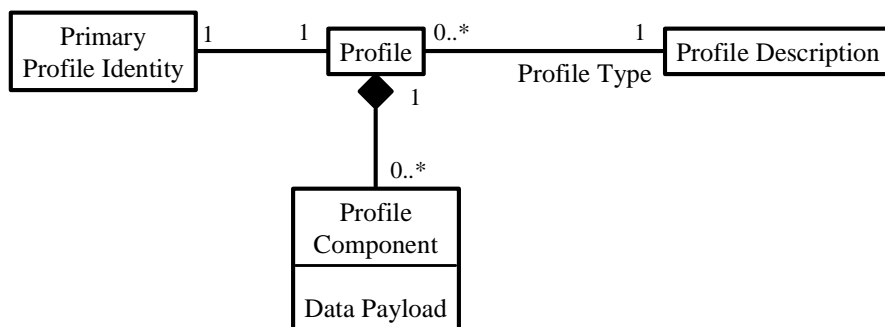 Primary
Profile Identity
1
1
Profile
0..*
1
Profile Type
Profile Description
1
0..*
Profile
Component
Data Payload